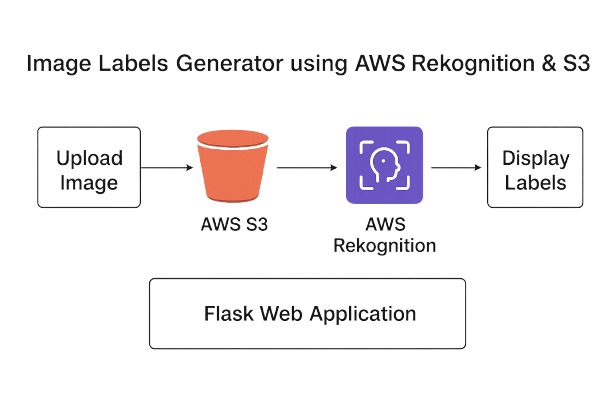 Image Labels Generator using AWS Rekognition & S3
Upload
Image
AWS S3
AWS
Rekognition
Display
Labels
Flask Web Application